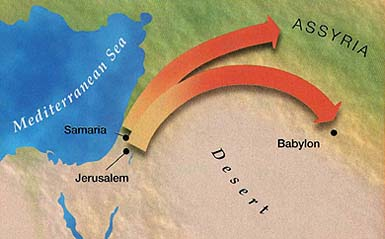 ASSYRIA
Mediterranean Sea
Samaria
Babylon
Jerusalem
Desert